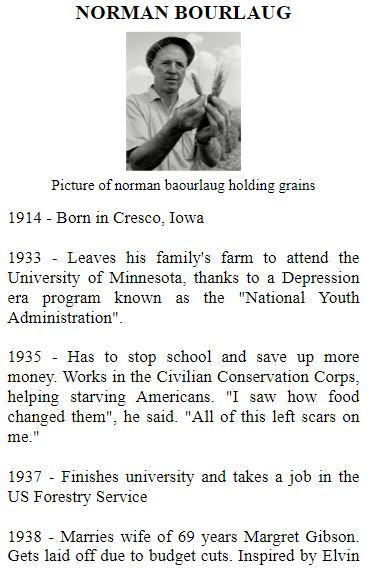 NORMAN BOURLAUG
Picture of norman baourlaug holding grains
1914 - Born in Cresco, Iowa
1933 - Leaves his family's farm to attend the
University of Minnesota, thanks to a Depression
era program known as the "National Youth
Administration".
1935 - Has to stop school and save up more
money. Works in the Civilian Conservation Corps,
helping starving Americans. "I saw how food
changed them", he said. "All of this left scars on
me."
1937 - Finishes university and takes a job in the
US Forestry Service
1938 - Marries wife of 69 years Margret Gibson.
Gets laid off due to budget cuts. Inspired by Elvin